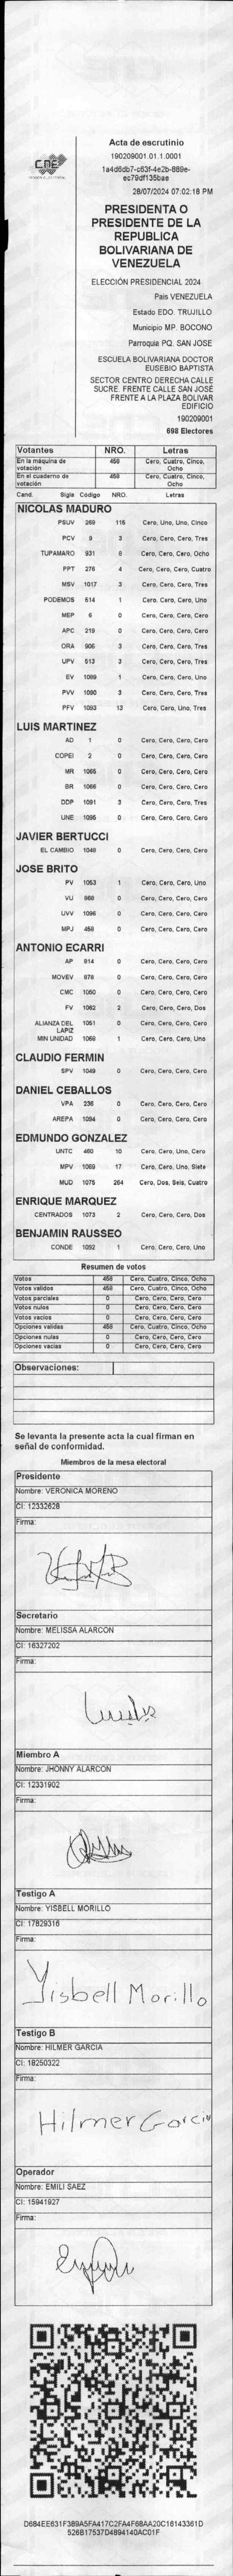 CNE
Acta de escrutinio
190209001.01.1.0001
1a4d6db7-c63f-4e2b-889e-
ec79df135bae
28/07/2024 07:02:18 PM
PRESIDENTA O
PRESIDENTE DE LA
REPUBLICA
BOLIVARIANA DE
VENEZUELA
ELECCIÓN PRESIDENCIAL 2024
Pais VENEZUELA
Estado EDO. TRUJILLO
Municipio MP. BOCONO
Parroquia PQ. SAN JOSE
ESCUELA BOLIVARIANA DOCTOR
EUSEBIO BAPTISTA
SECTOR CENTRO DERECHA CALLE
SUCRE. FRENTE CALLE SAN JOSÉ
FRENTE A LA PLAZA BOLIVAR
EDIFICIO
190209001
698 Electores
Votantes NRO. Letras
En la máquina de votación 458 Cero, Cuatro, Cinco, Ocho
En el cuaderno de votación 458 Cero, Cuatro, Cinco, Ocho
Cand. Sigla Código NRO. Letras
NICOLAS MADURO
PSUV 269 115 Cero, Uno, Uno, Cinco
PCV 9 3 Cero, Cero, Cero, Tres
TUPAMARO 931 8 Cero, Cero, Cero, Ocho
PPT 276 4 Cero, Cero, Cero, Cuatro
MSV 1017 3 Cero, Cero, Cero, Tres
PODEMOS 514 1 Cero, Cero, Cero, Uno
MEP 6 0 Cero, Cero, Cero, Cero
APC 219 0 Cero, Cero, Cero, Cero
ORA 906 3 Cero, Cero, Cero, Tres
UPV 513 3 Cero, Cero, Cero, Tres
EV 1089 1 Cero, Cero, Cero, Uno
PVV 1090 3 Cero, Cero, Cero, Tres
PFV 1093 13 Cero, Cero, Uno, Tres
LUIS MARTINEZ
AD 1 0 Cero, Cero, Cero, Cero
COPEI 2 0 Cero, Cero, Cero, Cero
MR 1065 0 Cero, Cero, Cero, Cero
BR 1066 0 Cero, Cero, Cero, Cero
DDP 1091 3 Cero, Cero, Cero, Tres
UNE 1095 0 Cero, Cero, Cero, Cero
JAVIER BERTUCCI
EL CAMBIO 1048 0 Cero, Cero, Cero, Cero
JOSE BRITO
PV 1053 1 Cero, Cero, Cero, Uno
VU 868 0 Cero, Cero, Cero, Cero
UVV 1096 0 Cero, Cero, Cero, Cero
MPJ 458 0 Cero, Cero, Cero, Cero
ANTONIO ECARRI
AP 914 0 Cero, Cero, Cero, Cero
MOVEV 979 0 Cero, Cero, Cero, Cero
CMC 1050 0 Cero, Cero, Cero, Cero
FV 1062 2 Cero, Cero, Cero, Dos
ALIANZA DEL LAPIZ 1051 0 Cero, Cero, Cero, Cero
MIN UNIDAD 1068 1 Cero, Cero, Cero, Uno
CLAUDIO FERMIN
SPV 1049 0 Cero, Cero, Cero, Cero
DANIEL CEBALLOS
VPA 236 0 Cero, Cero, Cero, Cero
AREPA 1094 0 Cero, Cero, Cero, Cero
EDMUNDO GONZALEZ
UNTC 460 10 Cero, Cero, Uno, Cero
MPV 1069 17 Cero, Cero, Uno, Siete
MUD 1075 264 Cero, Dos, Seis, Cuatro
ENRIQUE MARQUEZ
CENTRADOS 1073 2 Cero, Cero, Cero, Dos
BENJAMIN RAUSSEO
CONDE 1092 1 Cero, Cero, Cero, Uno
Resumen de votos
Votos 458 Cero, Cuatro, Cinco, Ocho
Votos validos 458 Cero, Cuatro, Cinco, Ocho
Votos parciales 0 Cero, Cero, Cero, Cero
Votos nulos 0 Cero, Cero, Cero, Cero
Votos vacios 0 Cero, Cero, Cero, Cero
Opciones validas 458 Cero, Cuatro, Cinco, Ocho
Opciones nulas 0 Cero, Cero, Cero, Cero
Opciones vacias 0 Cero, Cero, Cero, Cero
Observaciones:
Se levanta la presente acta la cual firman en
señal de conformidad.
Miembros de la mesa electoral
Presidente
Nombre: VERONICA MORENO
CI: 12332628
Firma:
Secretario
Nombre: MELISSA ALARCON
CI: 16327202
Firma:
Miembro A
Nombre: JHONNY ALARCON
CI: 12331902
Firma:
Testigo A
Nombre: YISBELL MORILLO
CI: 17829316
Firma:
Yisbell Morillo
Testigo B
Nombre: HILMER GARCIA
CI: 18250322
Firma:
Hilmer Garcia
Operador
Nombre: EMILI SAEZ
CI: 15941927
Firma:
D684EE631F389A5FA417C2FA4F68AA20C16143361D
526B17537D4894140AC01F